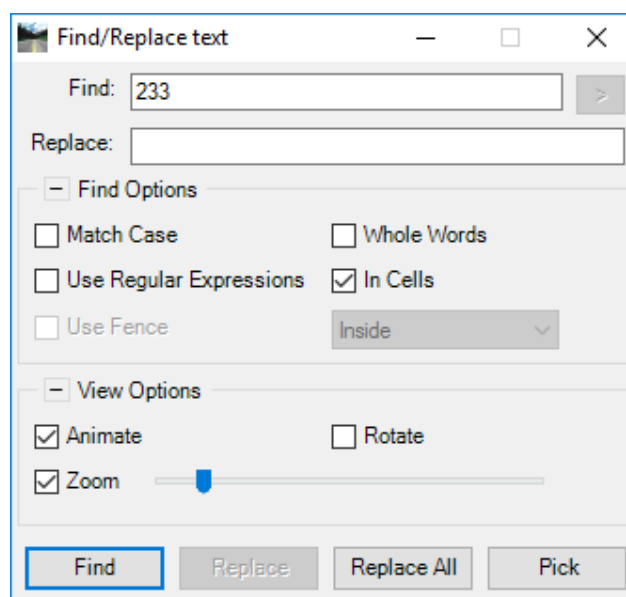 Find/Replace text
Find: 233 >
Replace:
Find Options
Match Case Whole Words
Use Regular Expressions In Cells
Use Fence Inside
View Options
Animate Rotate
Zoom
Find Replace Replace All Pick